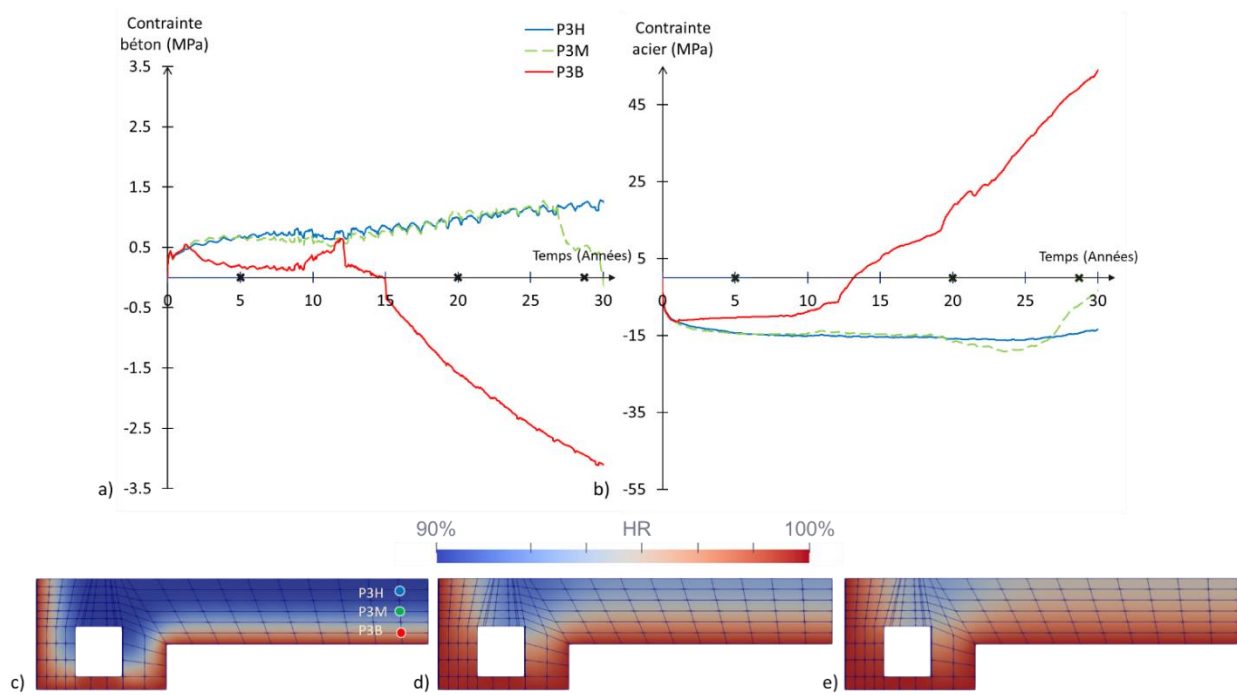 Contrainte
béton (MPa)
3.5
2.5
1.5
0.5
-0.5
-1.5
-2.5
-3.5
0
5
10
15
20
25
30
Temps (Années)
P3H
P3M
P3B
a)
Contrainte
acier (MPa)
45
25
5
-15
-35
-55
0
5
10
15
20
25
30
Temps (Années)
b)
90% HR 100%
P3H
P3M
P3B
c)
d)
e)